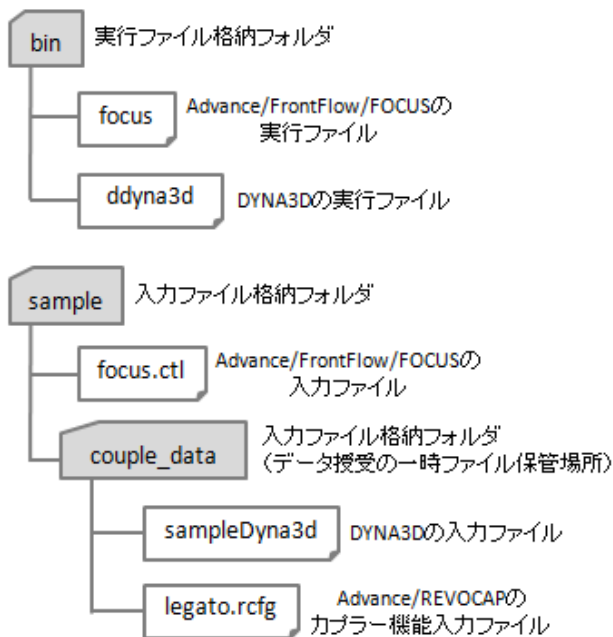 bin
実行ファイル格納フォルダ
focus
Advance/FrontFlow/FOCUSの
実行ファイル
ddyna3d
DYNA3Dの実行ファイル
sample
入力ファイル格納フォルダ
focus.ctl
Advance/FrontFlow/FOCUSの
入力ファイル
couple_data
入力ファイル格納フォルダ
(データ授受の一時ファイル保管場所)
sampleDyna3d
DYNA3Dの入力ファイル
legato.rcfg
Advance/REVOCAPの
カプラー機能入力ファイル